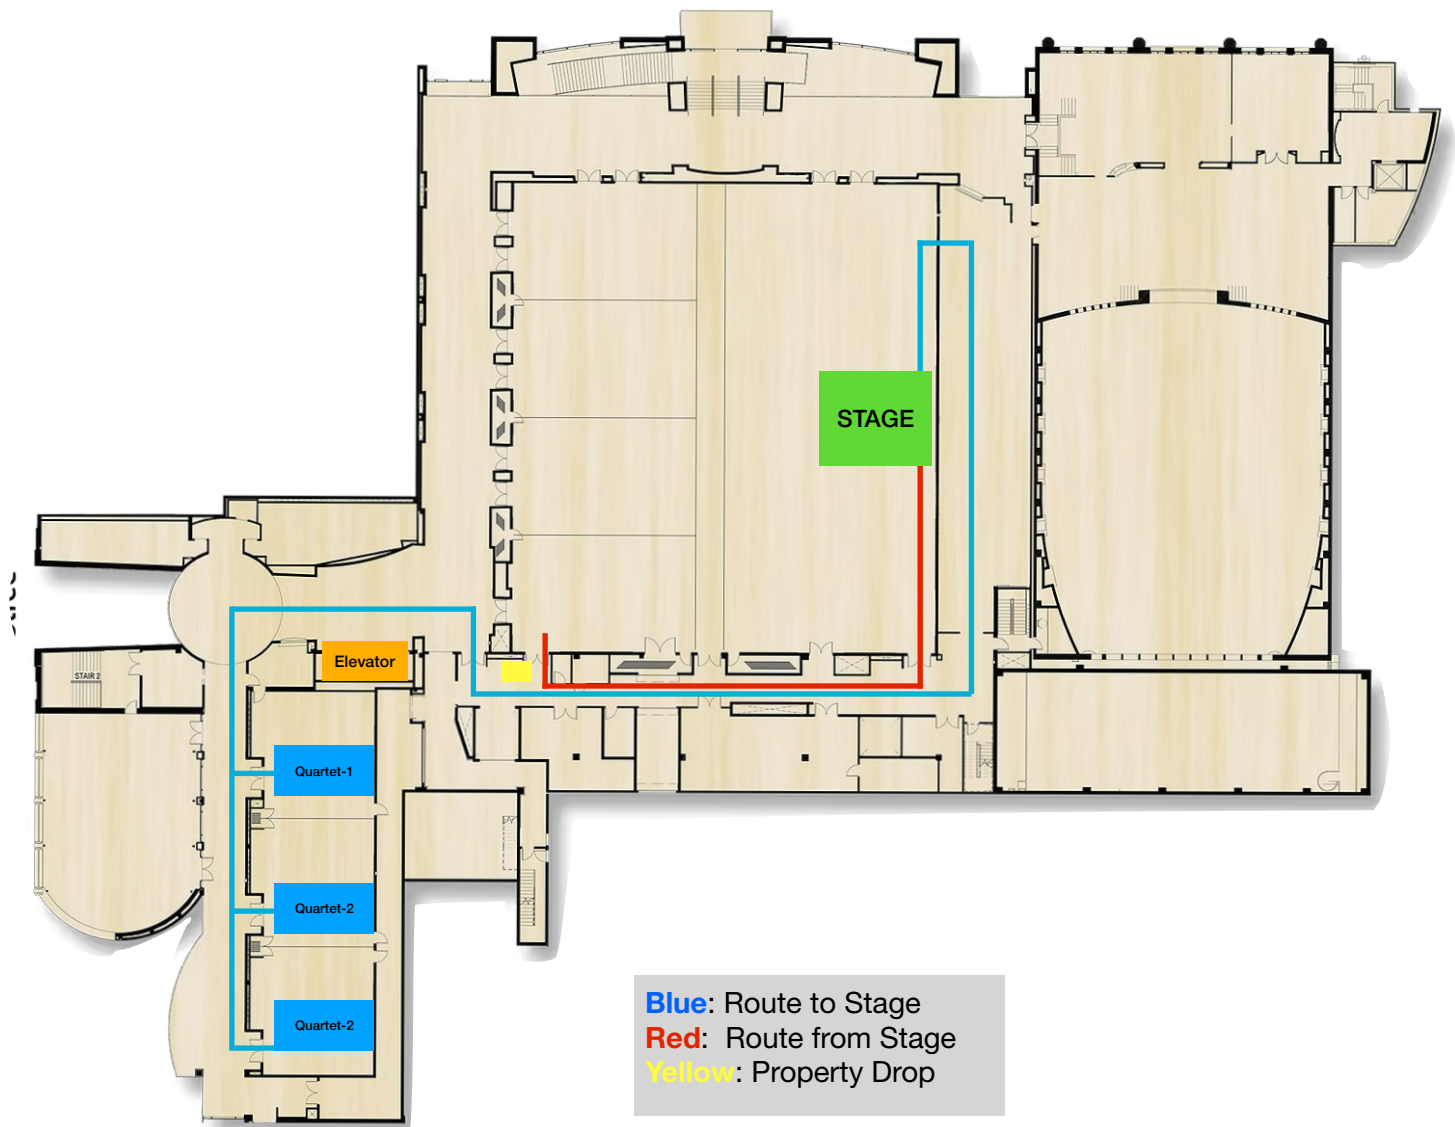 STAGE
Elevator
STAIR 2
Quartet-1
Quartet-2
Quartet-2
Blue: Route to Stage
Red: Route from Stage
Yellow: Property Drop